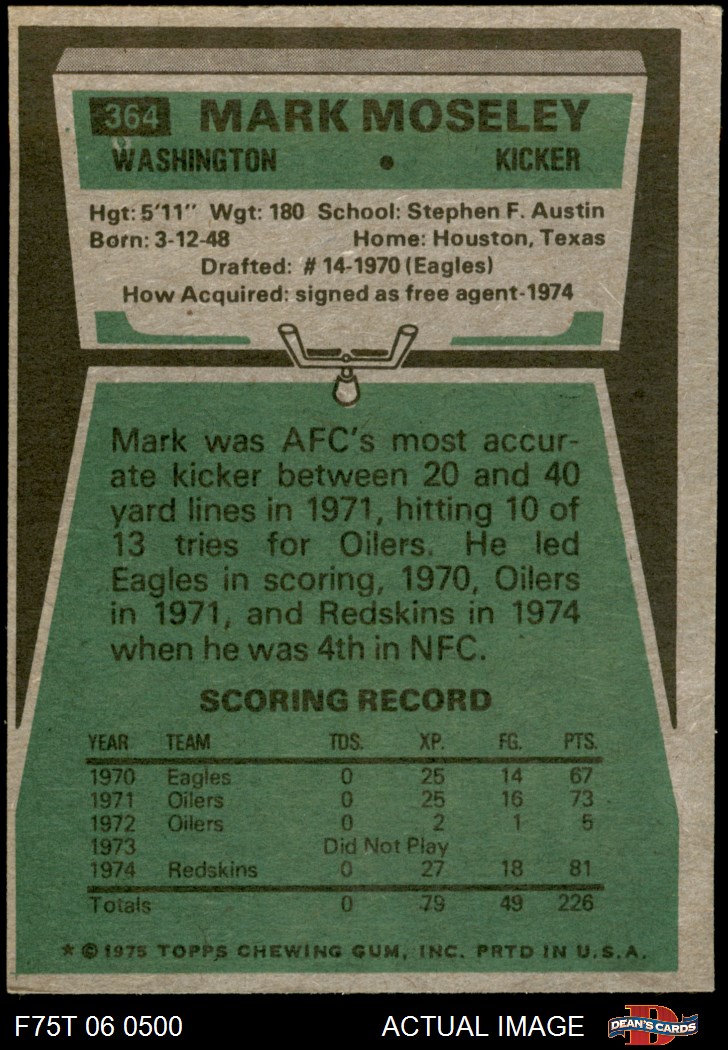 364 MARK MOSELEY
WASHINGTON • KICKER
Hgt: 5'11" Wgt: 180 School: Stephen F. Austin
Born: 3-12-48 Home: Houston, Texas
Drafted: # 14-1970 (Eagles)
How Acquired: signed as free agent-1974
Mark was AFC's most accur-
ate kicker between 20 and 40
yard lines in 1971, hitting 10 of
13 tries for Oilers. He led
Eagles in scoring, 1970, Oilers
in 1971, and Redskins in 1974
when he was 4th in NFC.
SCORING RECORD
YEAR TEAM TDS. XP. FG. PTS.
1970 Eagles 0 25 14 67
1971 Oilers 0 25 16 73
1972 Oilers 0 2 1 5
1973 Did Not Play
1974 Redskins 0 27 18 81
Totals 0 79 49 226
* © 1975 TOPPS CHEWING GUM, INC. PRTD IN U.S.A.
F75T 06 0500 ACTUAL IMAGE D DEAN'S CARDS